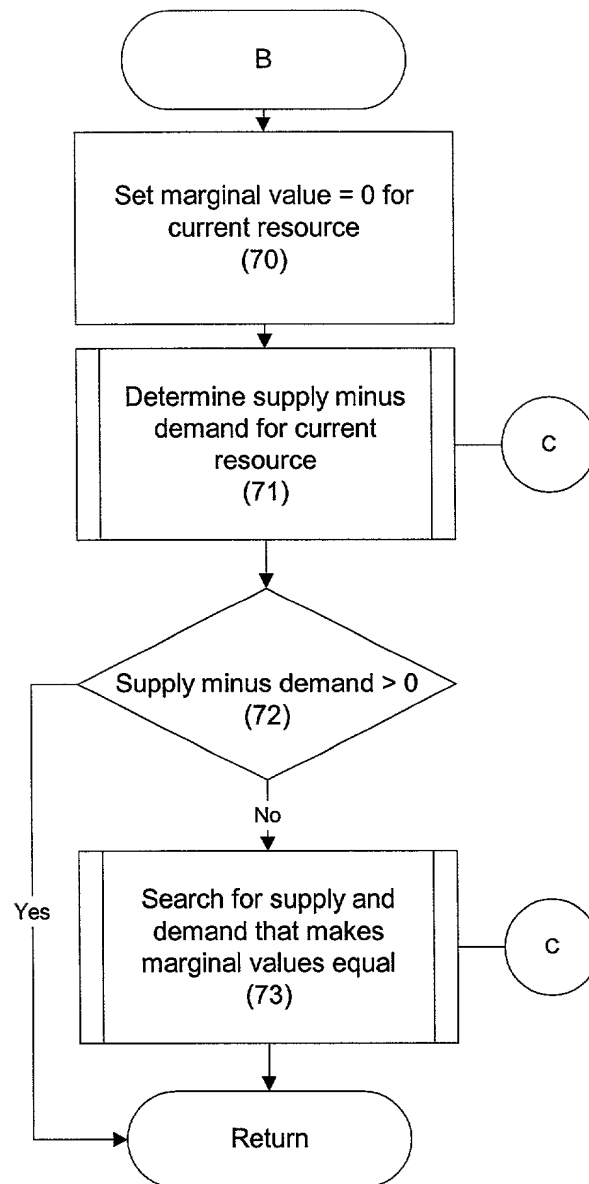 B
Set marginal value = 0 for
current resource
(70)
Determine supply minus
demand for current
resource
(71)
C
Supply minus demand > 0
(72)
No
Yes
Search for supply and
demand that makes
marginal values equal
(73)
C
Return